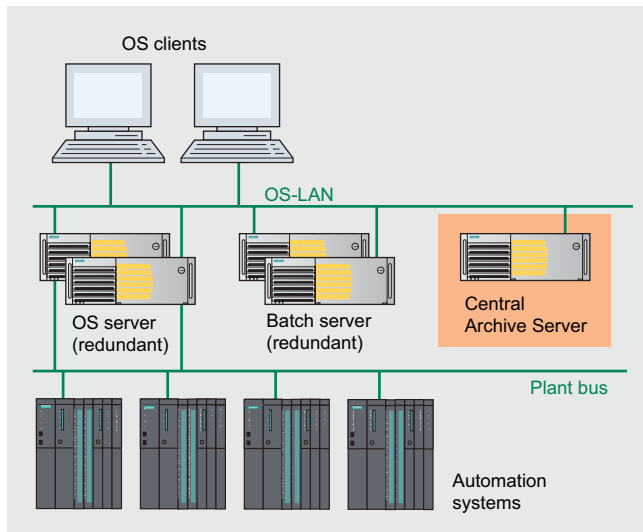 OS clients
OS-LAN
OS server
(redundant)
Batch server
(redundant)
Central
Archive Server
Plant bus
Automation
systems